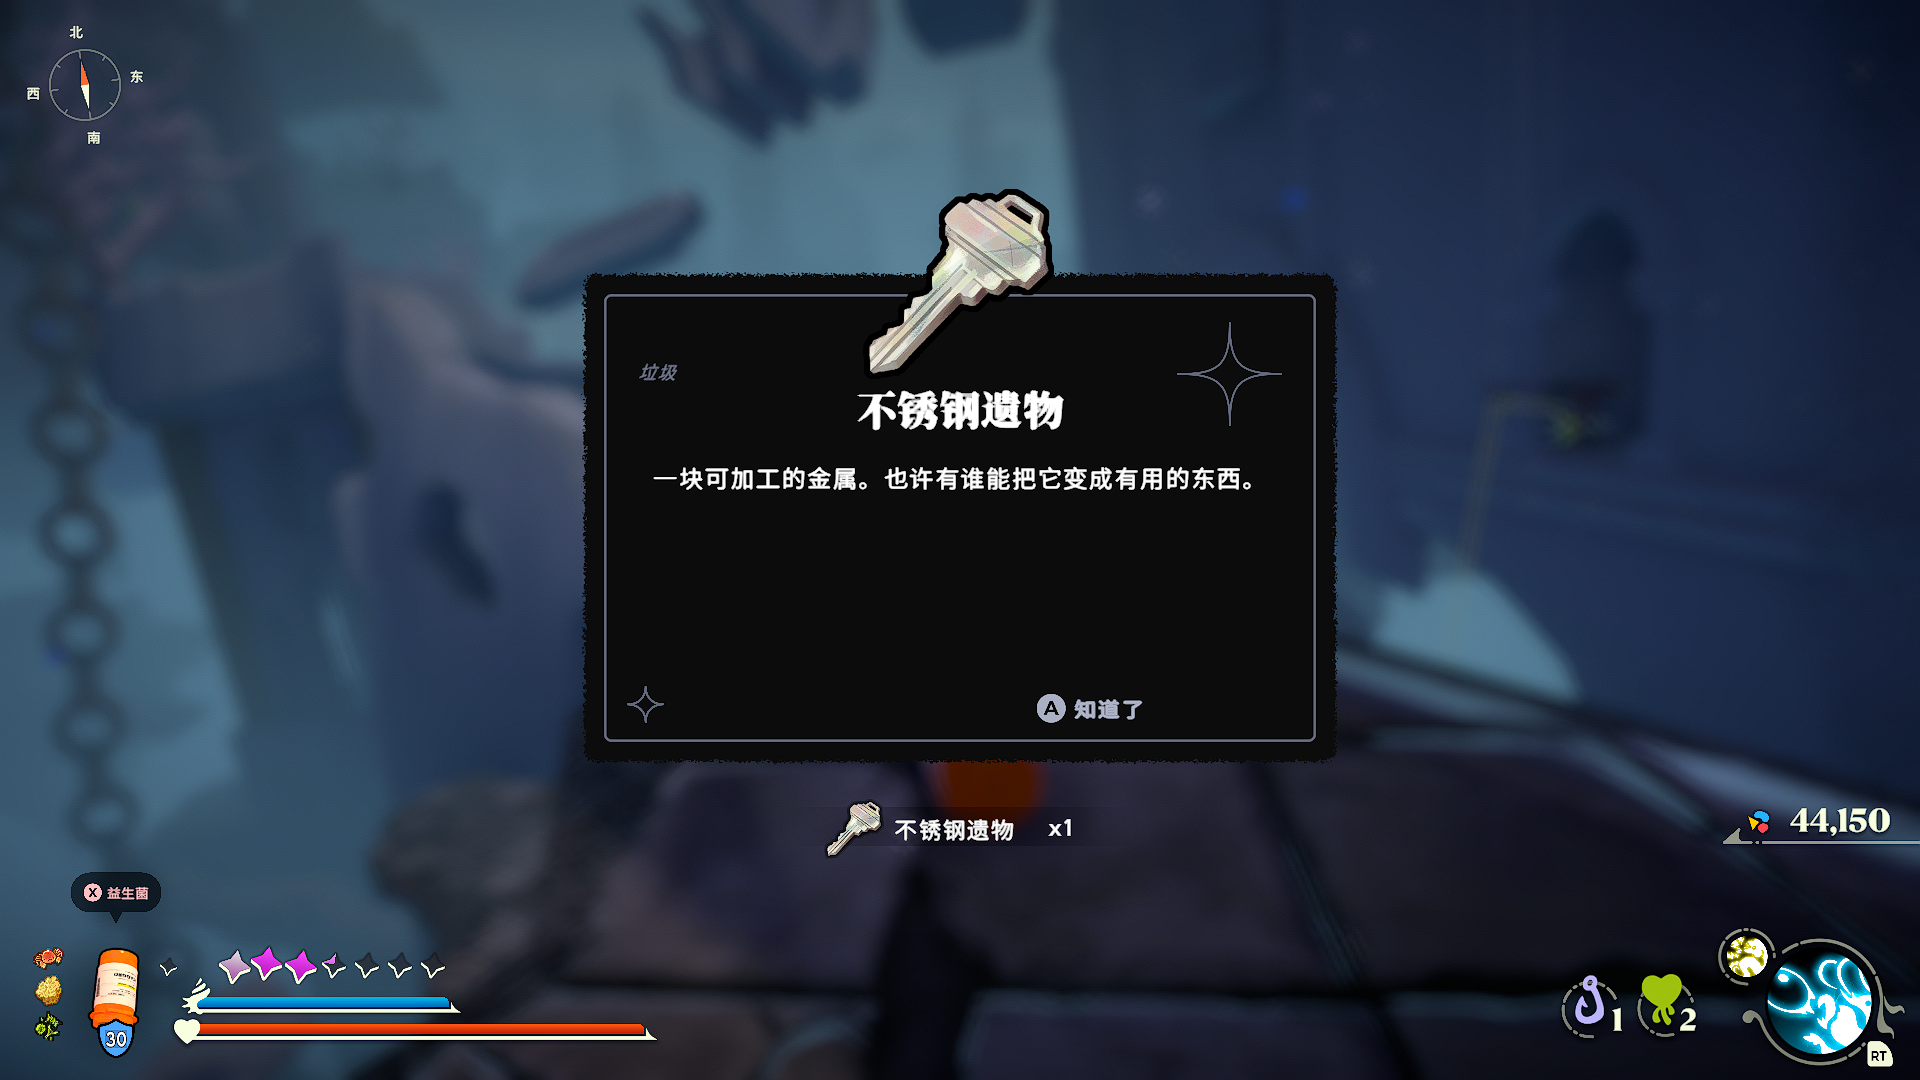 北
东
西
南
垃圾
不锈钢遗物
一块可加工的金属。也许有谁能把它变成有用的东西。
A 知道了
不锈钢遗物 x1
44,150
X 益生菌
30
1
2
RT